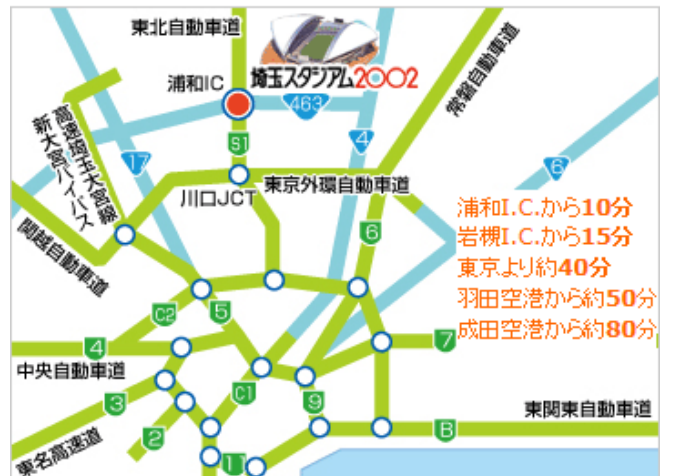 東北自動車道
埼玉スタジアム2002
浦和IC
463
常磐自動車道
高速埼玉大宮線
新大宮バイパス
S1
4
17
6
川口JCT
東京外環自動車道
関越自動車道
6
浦和I.C.から10分
岩槻I.C.から15分
東京より約40分
羽田空港から約50分
成田空港から約80分
C2
5
7
4
中央自動車道
C1
3
9
2
B
東関東自動車道
東名高速道
1